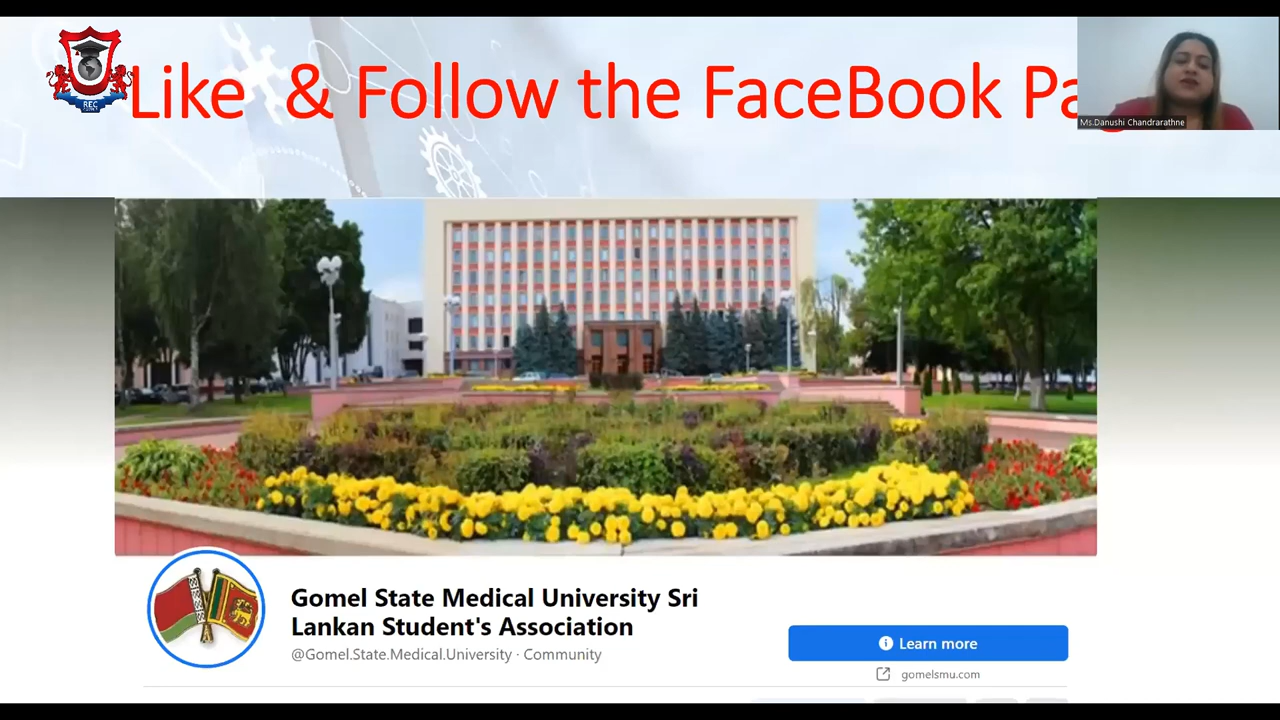 Like & Follow the FaceBook
REC
Ms.Danushi Chandrarathne
Gomel State Medical University Sri
Lankan Student's Association
@Gomel.State.Medical.University · Community
Learn more
gomelsmu.com